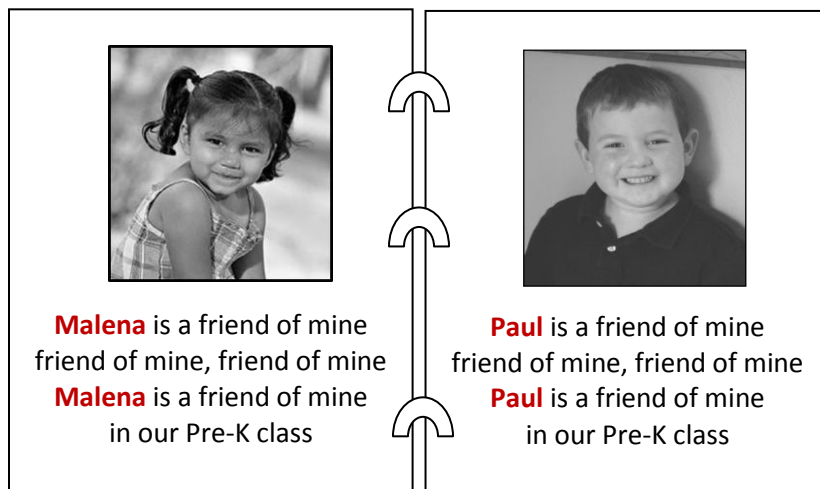 Malena is a friend of mine
friend of mine, friend of mine
Malena is a friend of mine
in our Pre-K class
Paul is a friend of mine
friend of mine, friend of mine
Paul is a friend of mine
in our Pre-K class